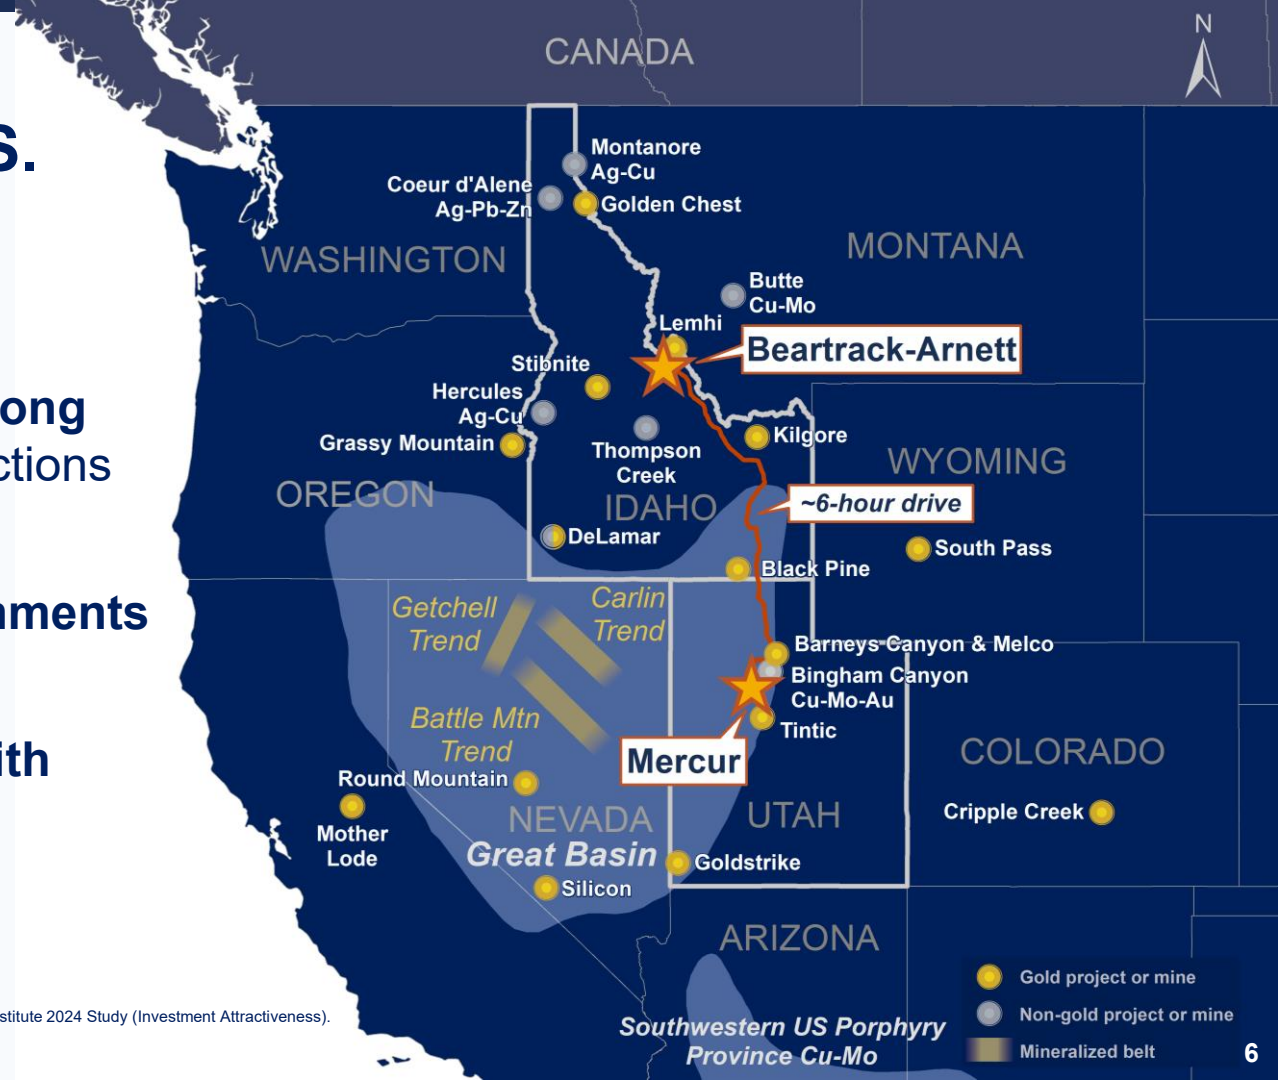 S.
ong
ctions
nments
ith
stitute 2024 Study (Investment Attractiveness).
CANADA
N
Montanore
Ag-Cu
Coeur d'Alene
Ag-Pb-Zn
Golden Chest
WASHINGTON
MONTANA
Butte
Cu-Mo
Lemhi
Beartrack-Arnett
Stibnite
Hercules
Ag-Cu
Grassy Mountain
Thompson
Creek
Kilgore
WYOMING
OREGON
IDAHO
~6-hour drive
DeLamar
South Pass
Black Pine
Getchell
Trend
Carlin
Trend
Barneys Canyon & Melco
Bingham Canyon
Cu-Mo-Au
Battle Mtn
Trend
Tintic
Mercur
COLORADO
Round Mountain
Mother
Lode
NEVADA
UTAH
Cripple Creek
Great Basin
Goldstrike
Silicon
ARIZONA
Southwestern US Porphyry
Province Cu-Mo
Gold project or mine
Non-gold project or mine
Mineralized belt
6